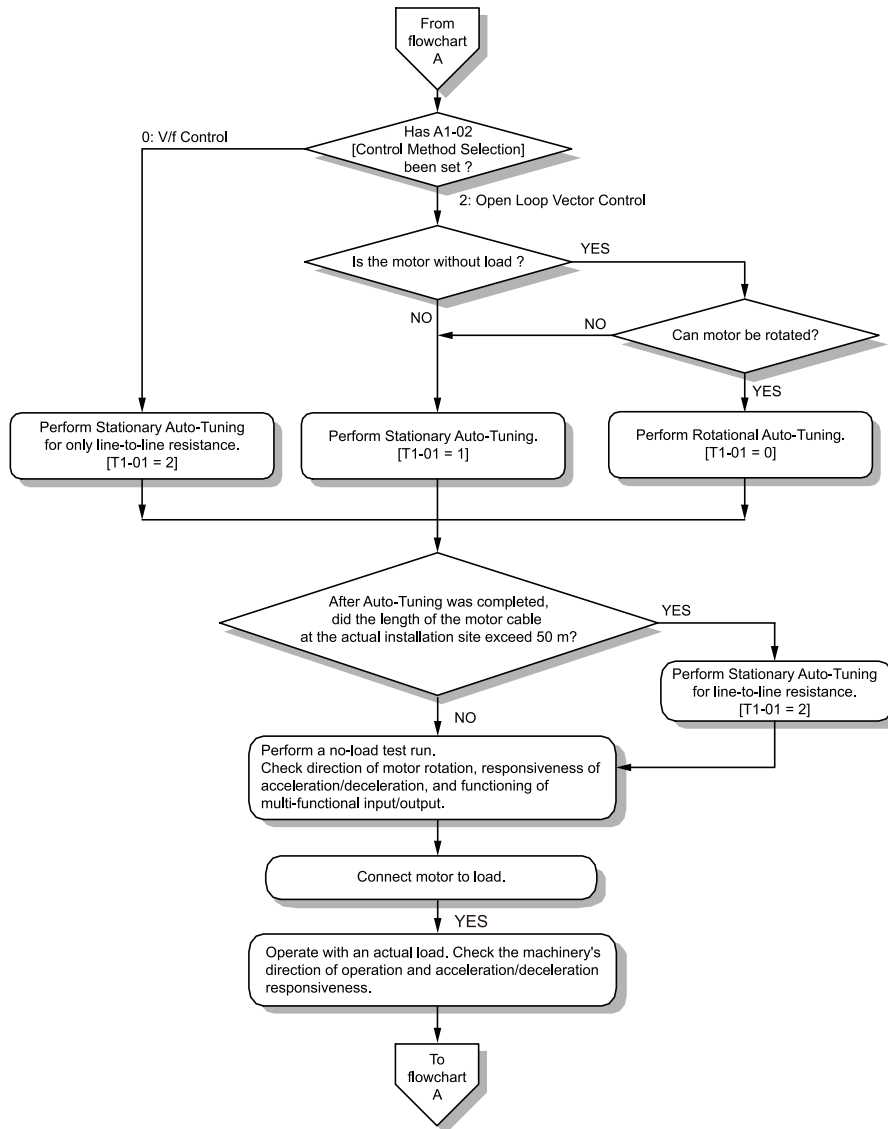 From
flowchart
A
Has A1-02
[Control Method Selection]
been set ?
0: V/f Control
2: Open Loop Vector Control
Is the motor without load ?
YES
NO
Can motor be rotated?
NO
YES
Perform Stationary Auto-Tuning
for only line-to-line resistance.
[T1-01 = 2]
Perform Stationary Auto-Tuning.
[T1-01 = 1]
Perform Rotational Auto-Tuning.
[T1-01 = 0]
After Auto-Tuning was completed,
did the length of the motor cable
at the actual installation site exceed 50 m?
YES
Perform Stationary Auto-Tuning
for line-to-line resistance.
[T1-01 = 2]
NO
Perform a no-load test run.
Check direction of motor rotation, responsiveness of
acceleration/deceleration, and functioning of
multi-functional input/output.
Connect motor to load.
YES
Operate with an actual load. Check the machinery's
direction of operation and acceleration/deceleration
responsiveness.
To
flowchart
A